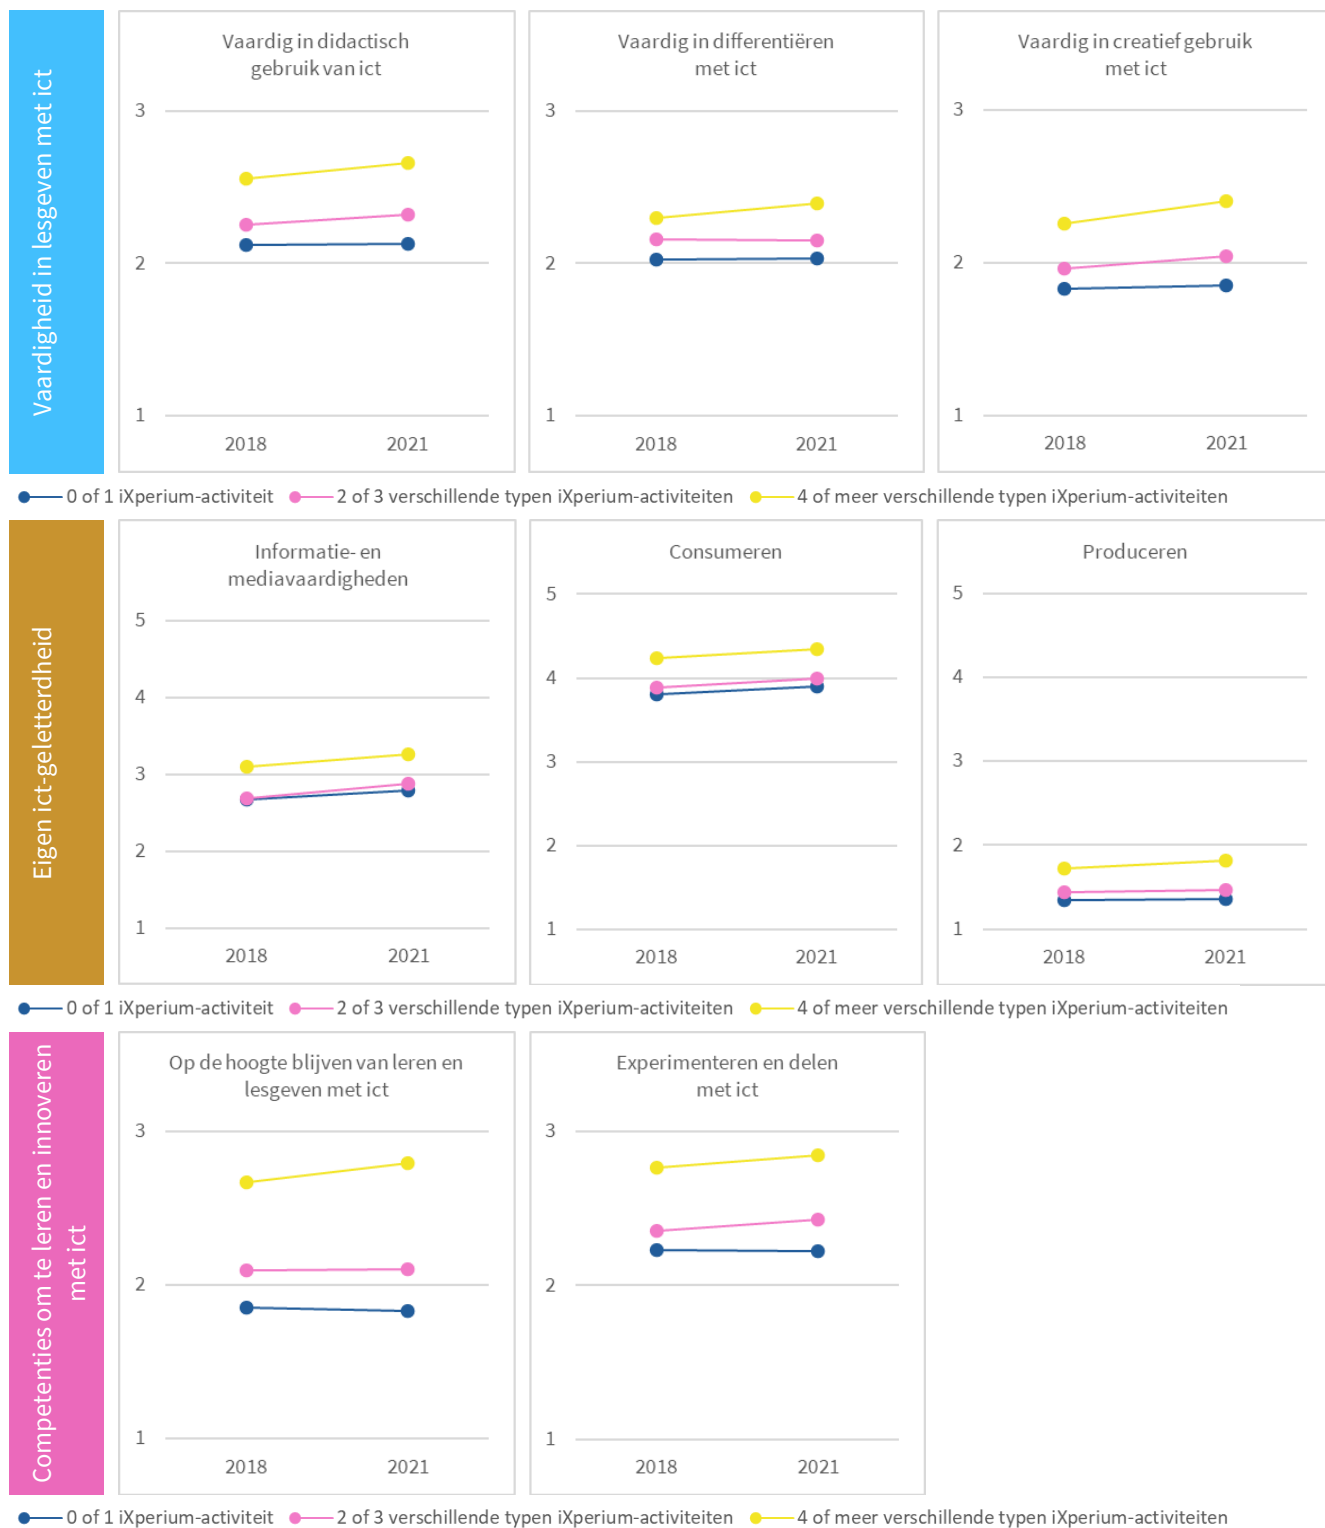 Vaardigheid in lesgeven met ict
Vaardig in didactisch
gebruik van ict
3
2
1
2018 2021
Vaardig in differentiëren
met ict
3
2
1
2018 2021
Vaardig in creatief gebruik
met ict
3
2
1
2018 2021
0 of 1 iXperium-activiteit 2 of 3 verschillende typen iXperium-activiteiten 4 of meer verschillende typen iXperium-activiteiten
Eigen ict-geletterdheid
Informatie- en
mediavaardigheden
5
4
3
2
1
2018 2021
Consumeren
5
4
3
2
1
2018 2021
Produceren
5
4
3
2
1
2018 2021
0 of 1 iXperium-activiteit 2 of 3 verschillende typen iXperium-activiteiten 4 of meer verschillende typen iXperium-activiteiten
Competenties om te leren en innoveren
met ict
Op de hoogte blijven van leren en
lesgeven met ict
3
2
1
2018 2021
Experimenteren en delen
met ict
3
2
1
2018 2021
0 of 1 iXperium-activiteit 2 of 3 verschillende typen iXperium-activiteiten 4 of meer verschillende typen iXperium-activiteiten